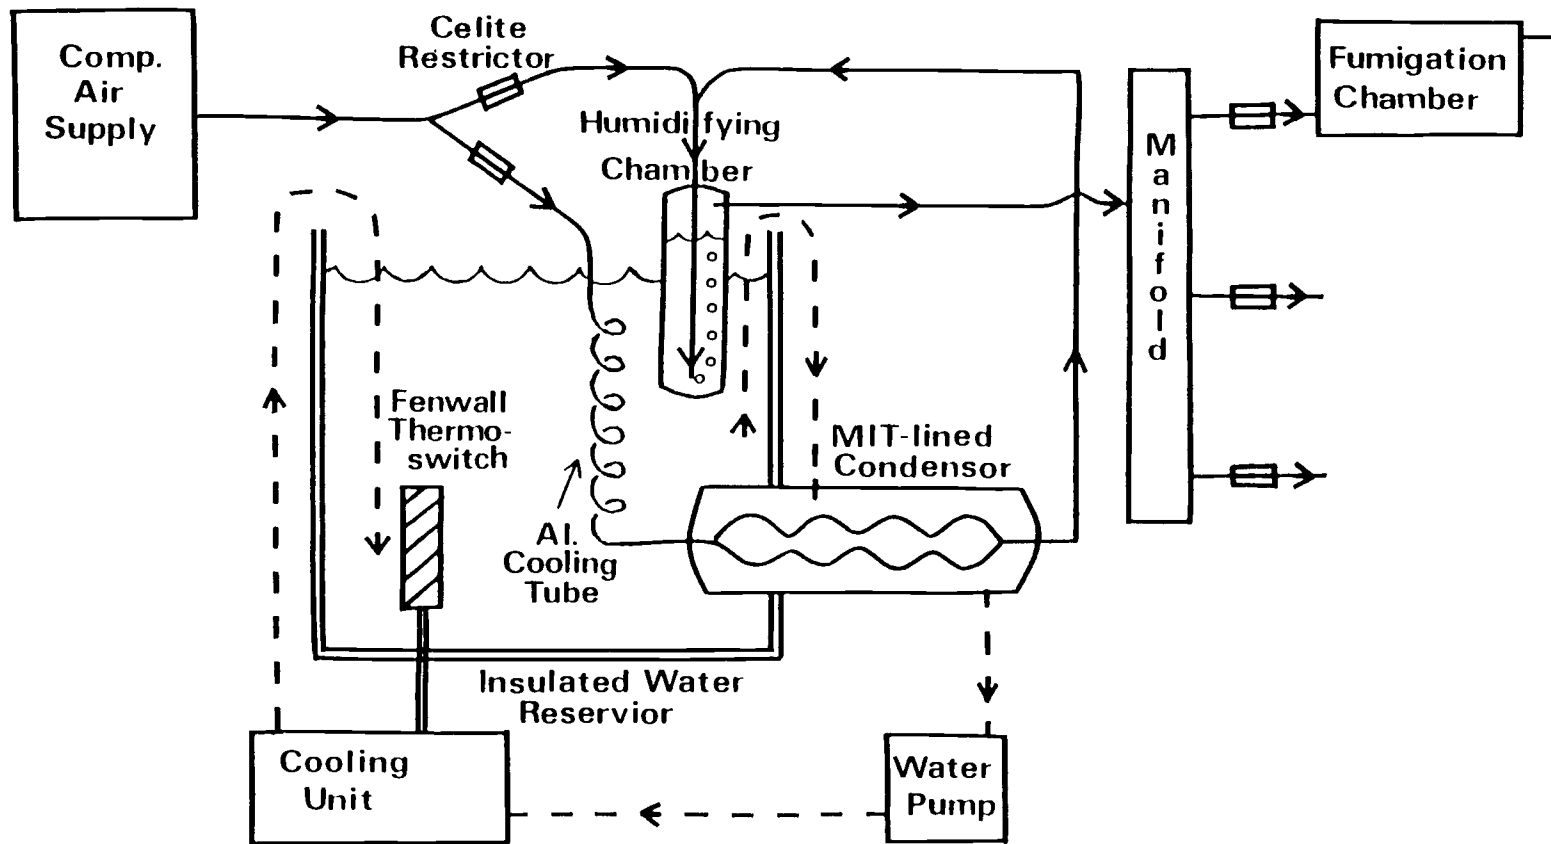 Comp.
Air
Supply
Celite
Restrictor
Humidifying
Chamber
Manifold
Fumigation
Chamber
Fenwall
Thermo-
switch
Al.
Cooling
Tube
MIT-lined
Condensor
Insulated Water
Reservior
Cooling
Unit
Water
Pump